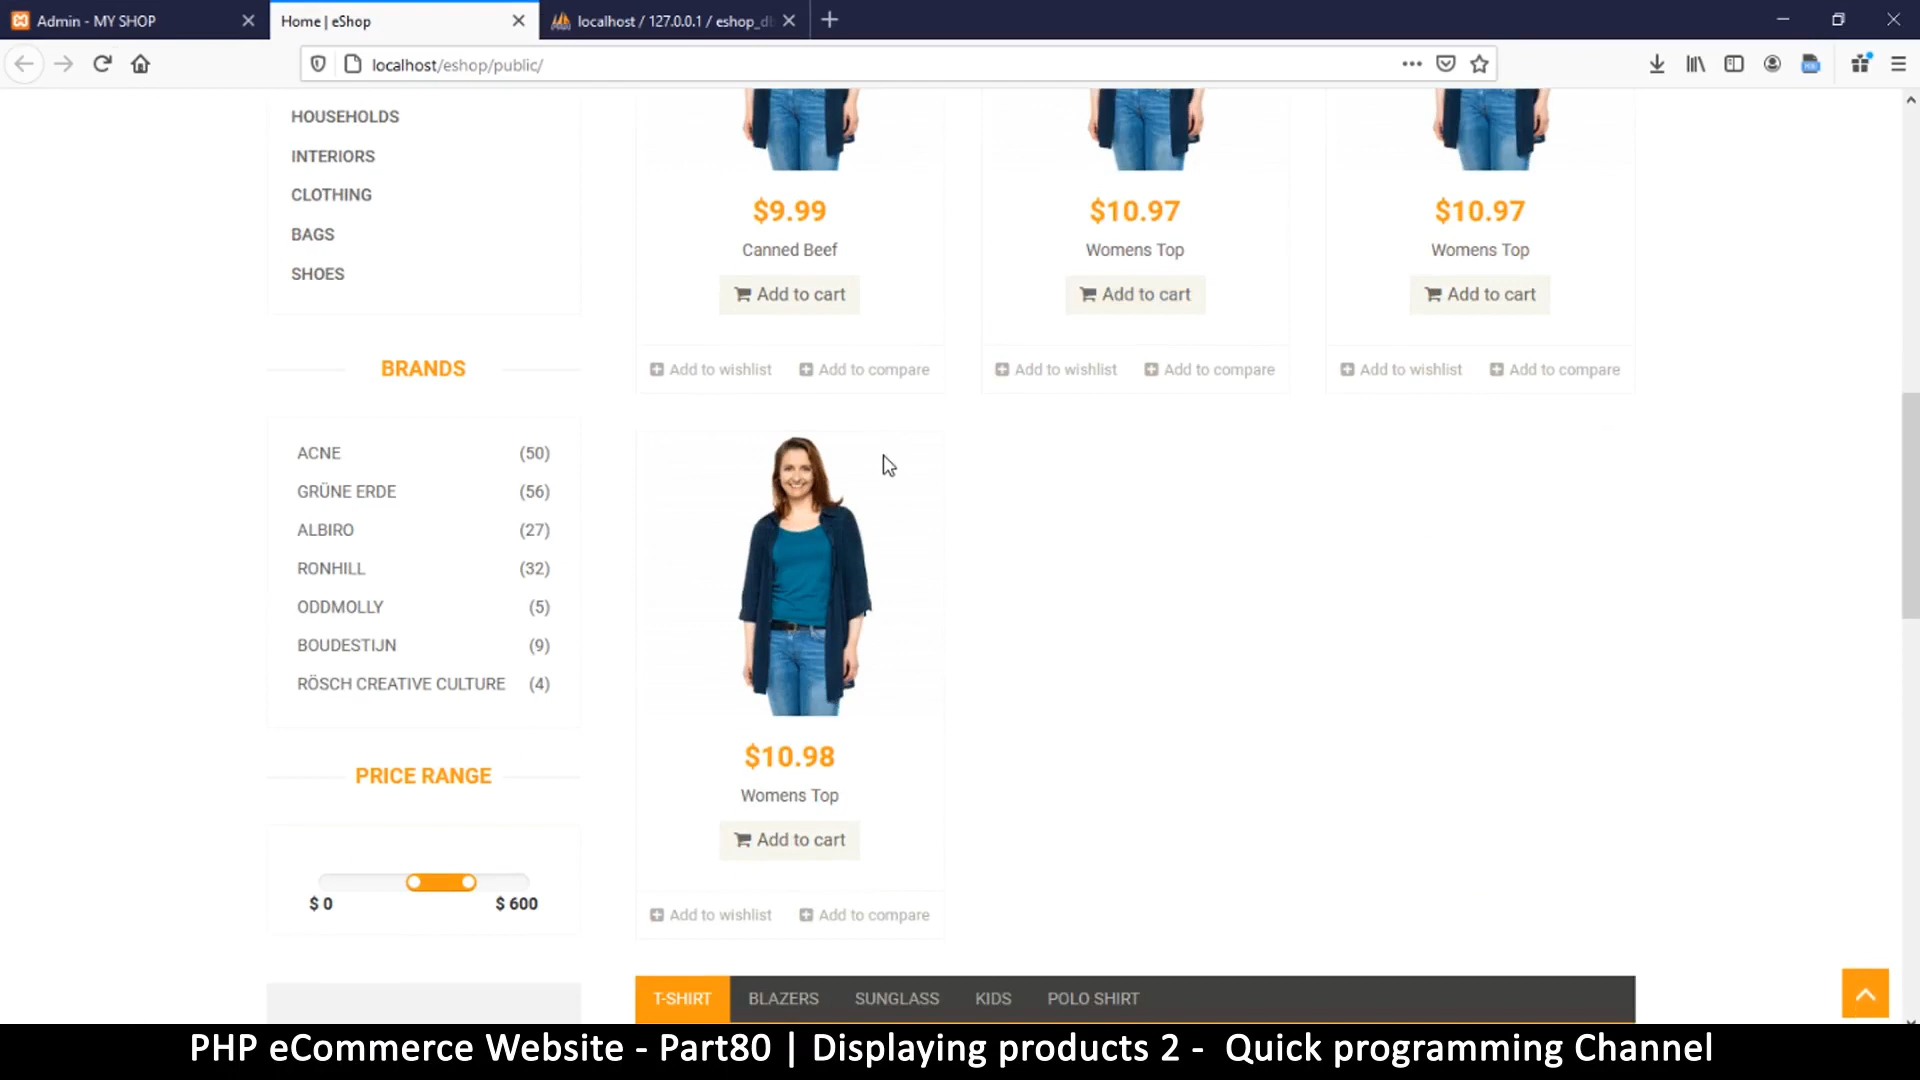 Admin - MY SHOP
Home | eShop
localhost / 127.0.0.1 / eshop_db
localhost/eshop/public/
HOUSEHOLDS
INTERIORS
CLOTHING
BAGS
SHOES
$9.99
Canned Beef
Add to cart
Add to wishlist
Add to compare
$10.97
Womens Top
Add to cart
Add to wishlist
Add to compare
$10.97
Womens Top
Add to cart
Add to wishlist
Add to compare
BRANDS
ACNE (50)
GRÜNE ERDE (56)
ALBIRO (27)
RONHILL (32)
ODDMOLLY (5)
BOUDESTIJN (9)
RÖSCH CREATIVE CULTURE (4)
PRICE RANGE
$ 0 $ 600
$10.98
Womens Top
Add to cart
Add to wishlist
Add to compare
T-SHIRT BLAZERS SUNGLASS KIDS POLO SHIRT
PHP eCommerce Website - Part80 | Displaying products 2 - Quick programming Channel